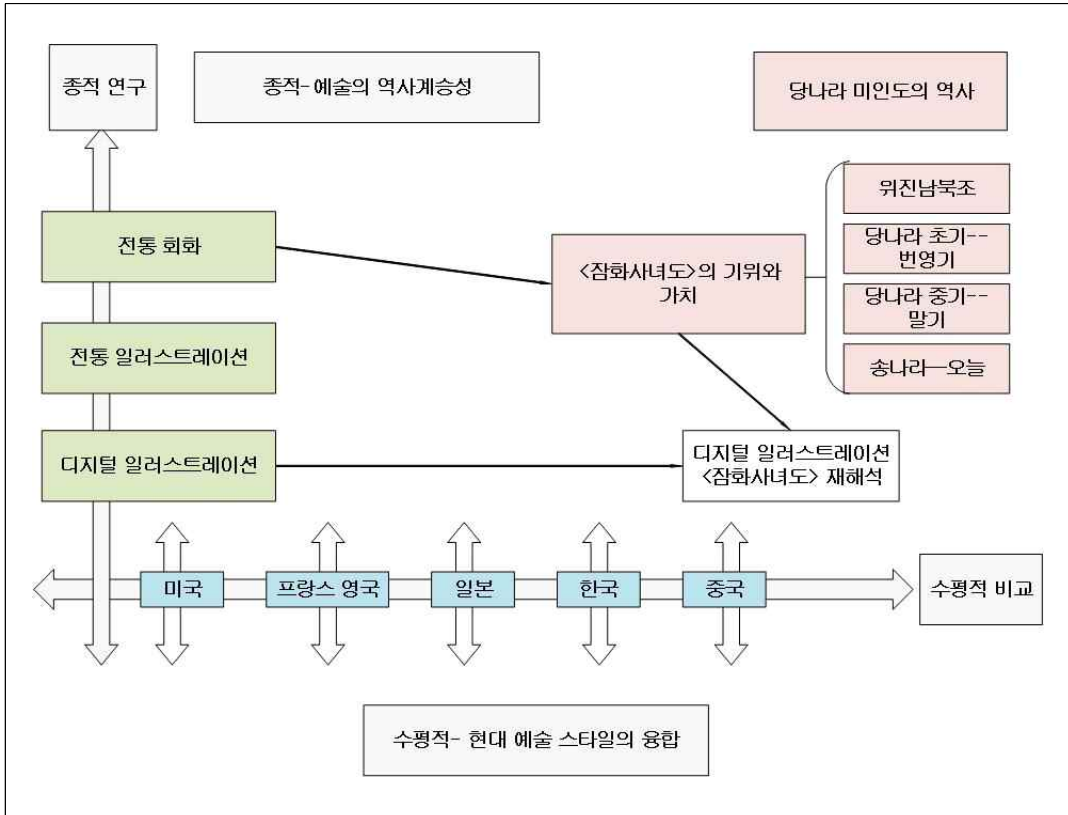 종적 연구
종적-예술의 역사계승성
당나라 미인도의 역사
위진남북조
전통 회화
당나라 초기--
번영기
<잠화사녀도>의 기위와
가치
당나라 중기--
말기
전통 일러스트레이션
송나라—오늘
디지털 일러스트레이션
디지털 일러스트레이션
<잠화사녀도> 재해석
미국
프랑스 영국
일본
한국
중국
수평적 비교
수평적- 현대 예술 스타일의 융합